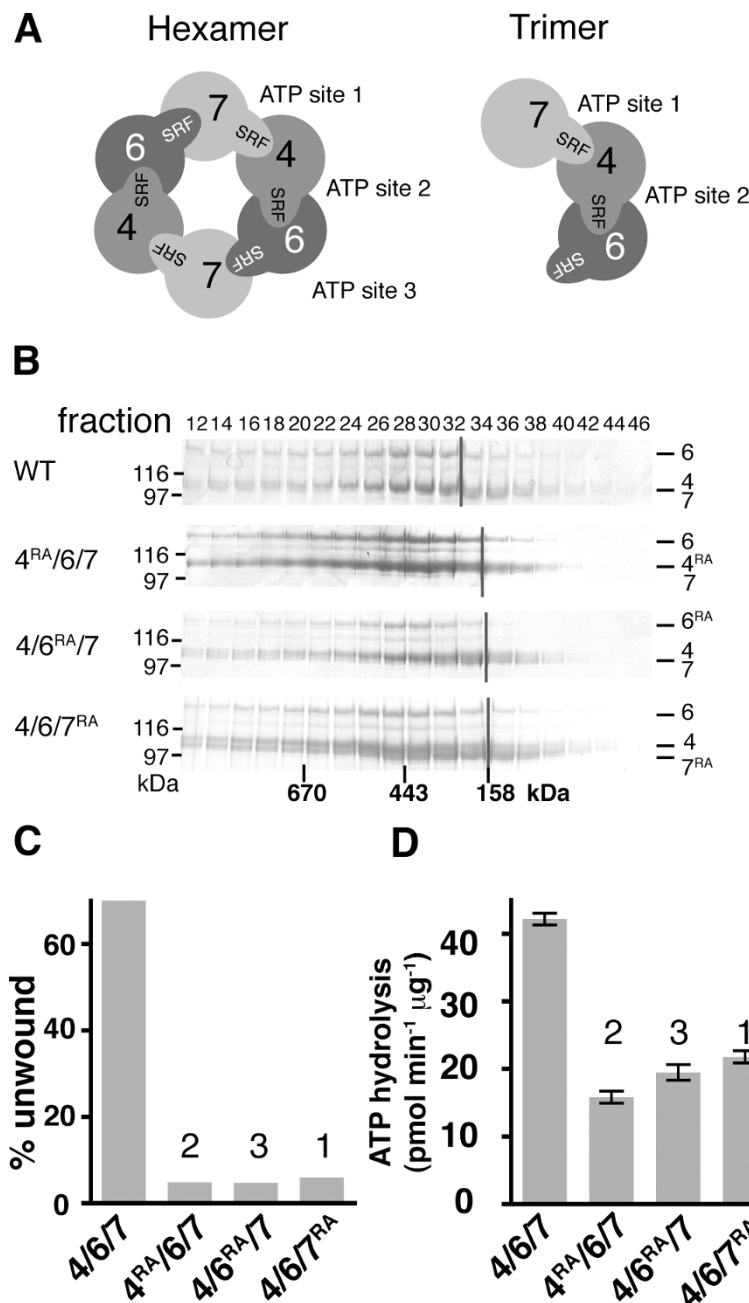 A
Hexamer
Trimer
7
ATP site 1
SRF
SRF
6
4
SRF
SRF
ATP site 2
4
6
SRF
SRF
7
ATP site 3
7
ATP site 1
SRF
4
ATP site 2
SRF
6
SRF
B
fraction 12 14 16 18 20 22 24 26 28 30 32 34 36 38 40 42 44 46
WT
116
97
6
4
7
4ᴿᴬ/6/7
116
97
6
4ᴿᴬ
7
4/6ᴿᴬ/7
116
97
6ᴿᴬ
4
7
4/6/7ᴿᴬ
116
97
6
4
7ᴿᴬ
kDa
670 443 158 kDa
C
% unwound
60
40
20
0
2 3 1
4/6/7
4ᴿᴬ/6/7
4/6ᴿᴬ/7
4/6/7ᴿᴬ
D
ATP hydrolysis
(pmol min⁻¹ µg⁻¹)
40
30
20
10
0
2 3 1
4/6/7
4ᴿᴬ/6/7
4/6ᴿᴬ/7
4/6/7ᴿᴬ